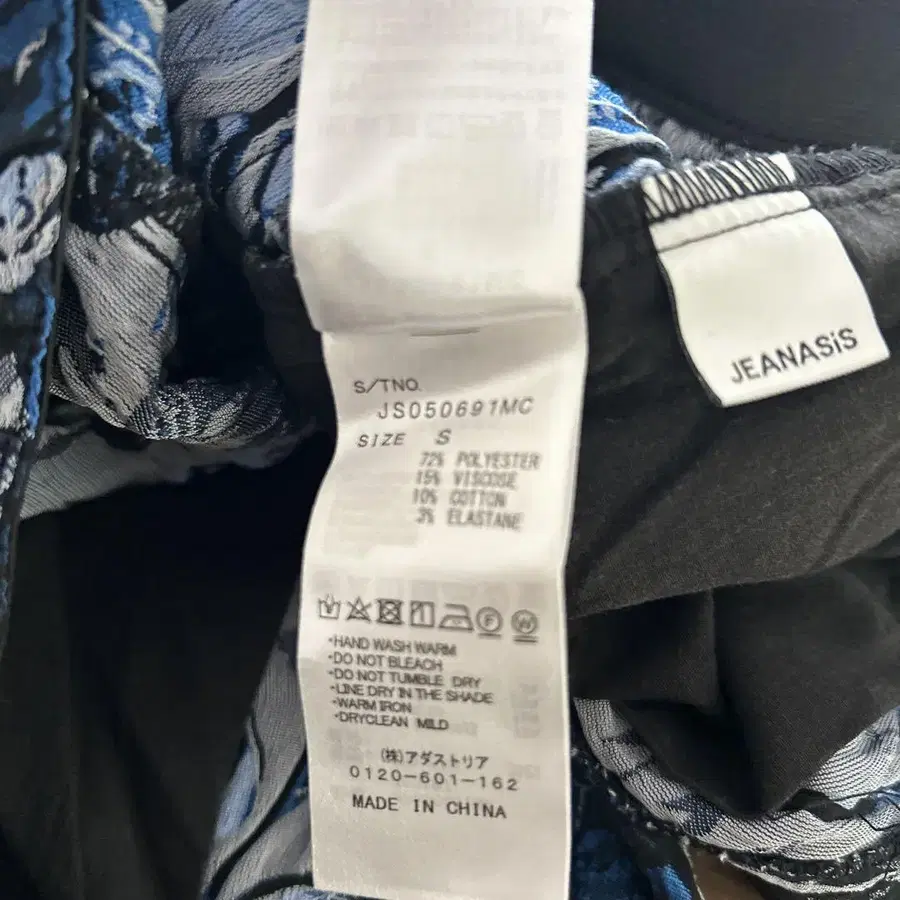 S/TNO.
JS050691MC
SIZE S
72% POLYESTER
15% VISCOSE
10% COTTON
3% ELASTANE
・HAND WASH WARM
・DO NOT BLEACH
・DO NOT TUMBLE DRY
・LINE DRY IN THE SHADE
・WARM IRON
・DRYCLEAN MILD
(株)アダストリア
0120-601-162
MADE IN CHINA
JEANASiS